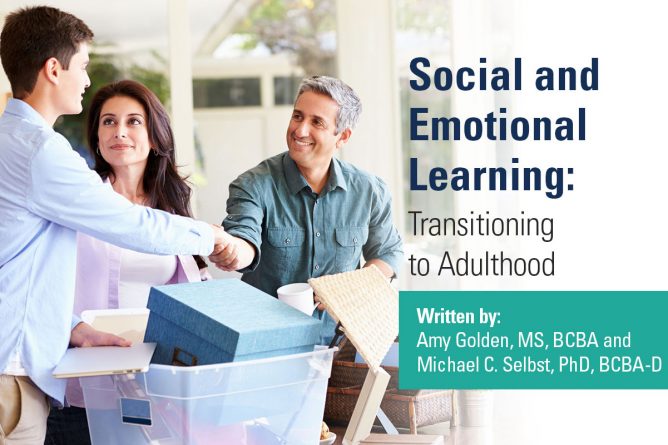 Social and
Emotional
Learning:
Transitioning
to Adulthood
Written by:
Amy Golden, MS, BCBA and
Michael C. Selbst, PhD, BCBA-D